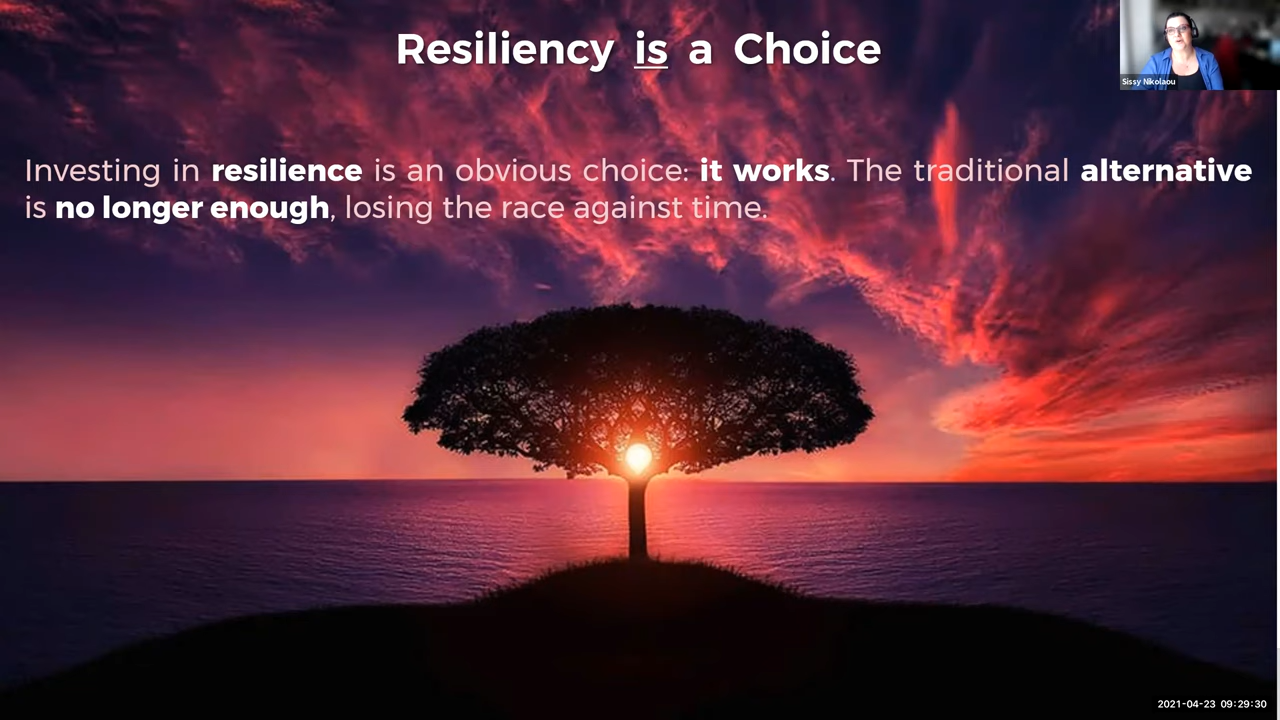 Resiliency is a Choice
Sissy Nikolaou
Investing in resilience is an obvious choice: it works. The traditional alternative
is no longer enough, losing the race against time.
2021-04-23 09:29:30